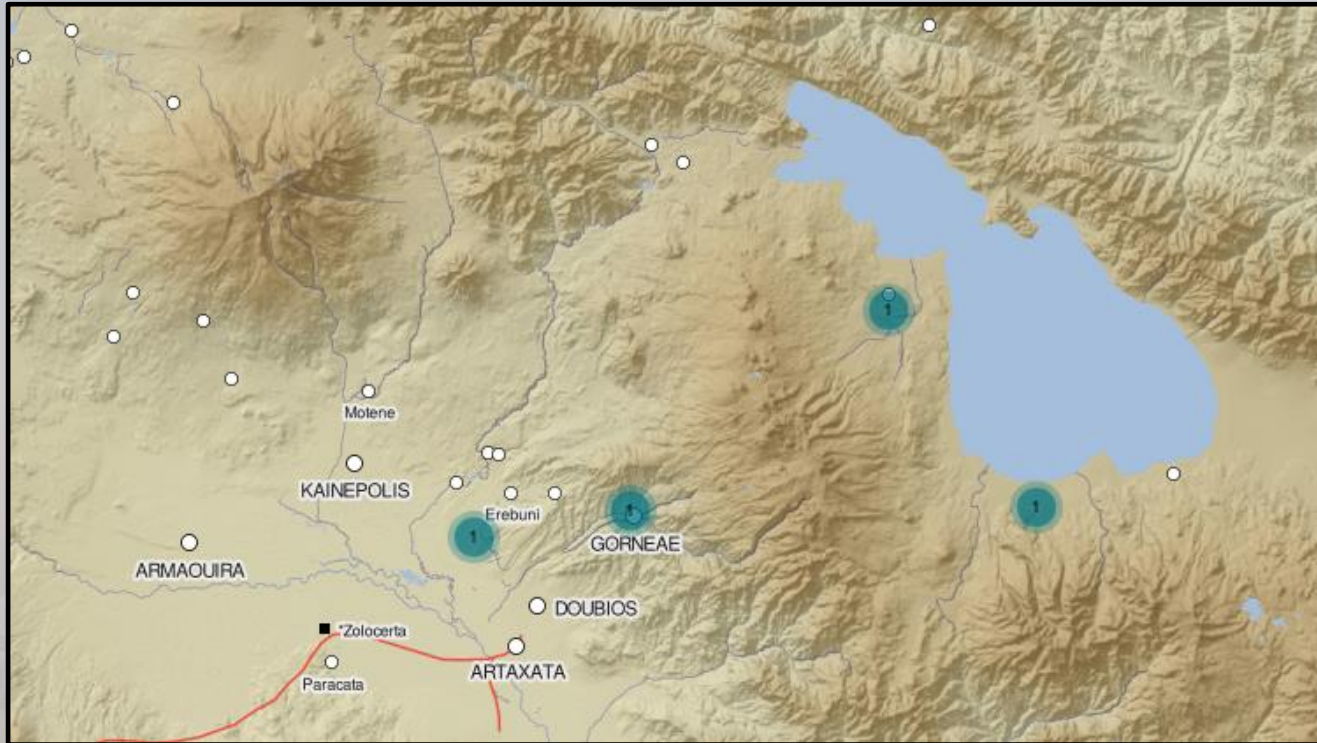 1
Motene
KAINEPOLIS
Erebuni
1
1
1
GORNEAE
ARMAOUIRA
DOUBIOS
*Zolocerta
ARTAXATA
Paracata